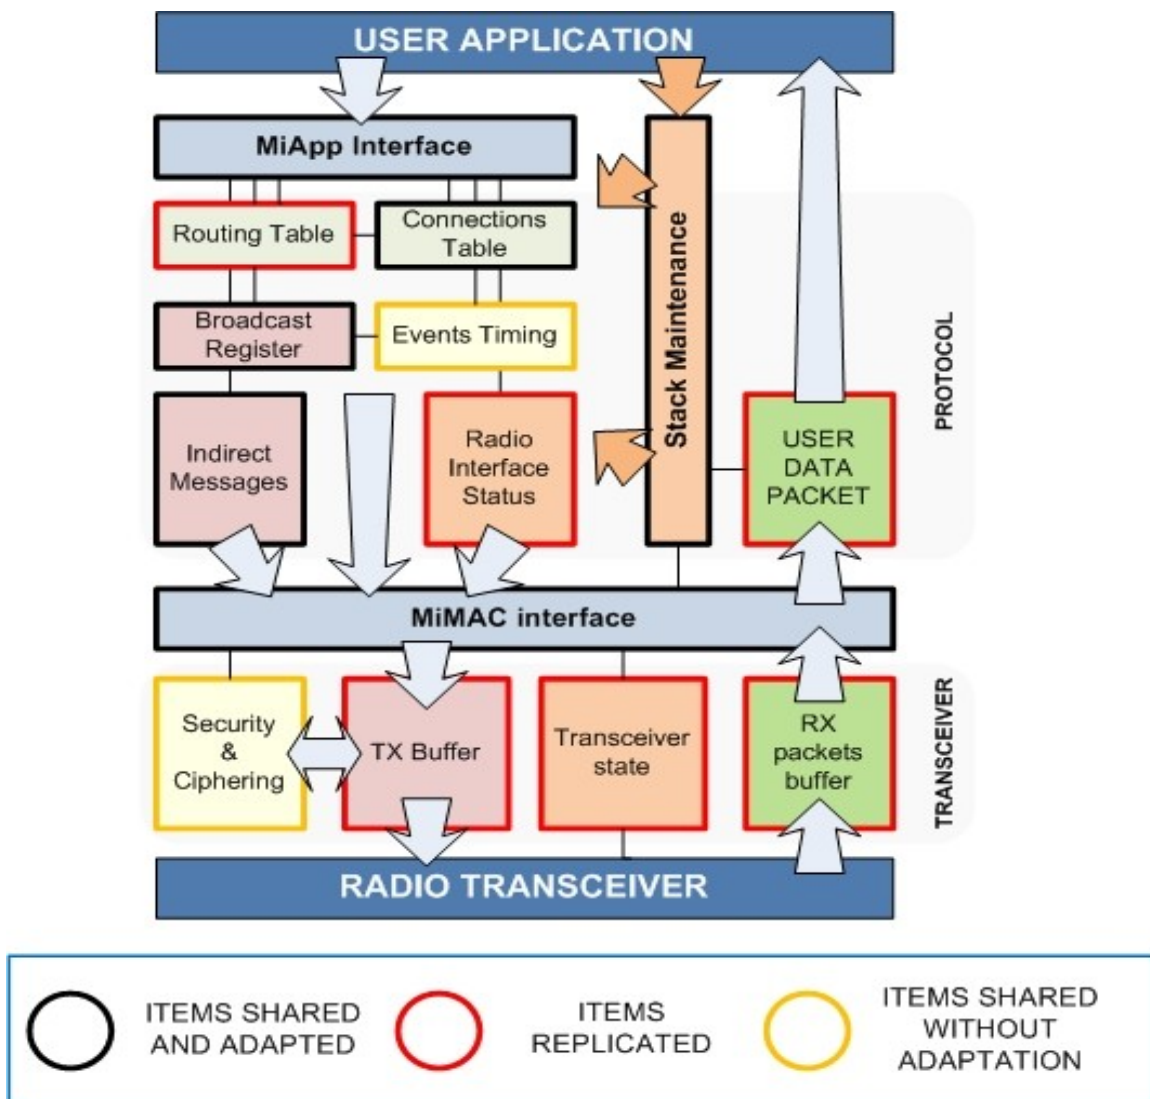 USER APPLICATION
MiApp Interface
Routing Table
Connections
Table
Broadcast
Register
Events Timing
Indirect
Messages
Radio
Interface
Status
Stack Maintenance
USER
DATA
PACKET
PROTOCOL
MiMAC interface
Security
&
Ciphering
TX Buffer
Transceiver
state
RX
packets
buffer
TRANSCEIVER
RADIO TRANSCEIVER
ITEMS SHARED
AND ADAPTED
ITEMS
REPLICATED
ITEMS SHARED
WITHOUT
ADAPTATION